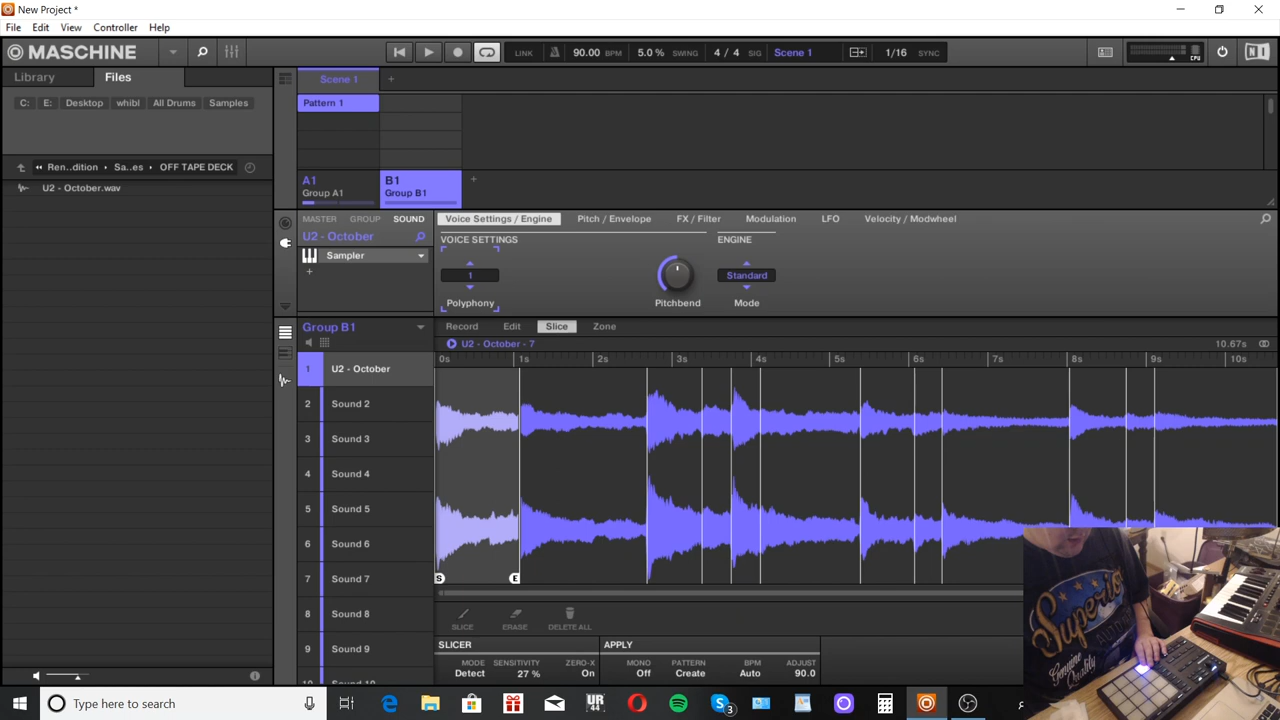 New Project *
File Edit View Controller Help
MASCHINE
LINK 90.00 BPM 5.0 % SWING 4 / 4 SIG Scene 1 1/16 SYNC
CPU
Library Files
C: E: Desktop whibl All Drums Samples
Ren..dition Sa..es OFF TAPE DECK
U2 - October.wav
Scene 1 +
Pattern 1
A1 B1 +
Group A1 Group B1
MASTER GROUP SOUND
U2 - October
Sampler
+
Voice Settings / Engine Pitch / Envelope FX / Filter Modulation LFO Velocity / Modwheel
VOICE SETTINGS ENGINE
1 Standard
Polyphony Pitchbend Mode
Group B1
Record Edit Slice Zone
U2 - October - 7 10.67s
0s 1s 2s 3s 4s 5s 6s 7s 8s 9s 10s
1 U2 - October
2 Sound 2
3 Sound 3
4 Sound 4
5 Sound 5
6 Sound 6
7 Sound 7
8 Sound 8
9 Sound 9
S E
SLICE ERASE DELETE ALL
SLICER APPLY
MODE SENSITIVITY ZERO-X MONO PATTERN BPM ADJUST
Detect 27 % On Off Create Auto 90.0
Superior
Genuine
Type here to search
UR
44
3